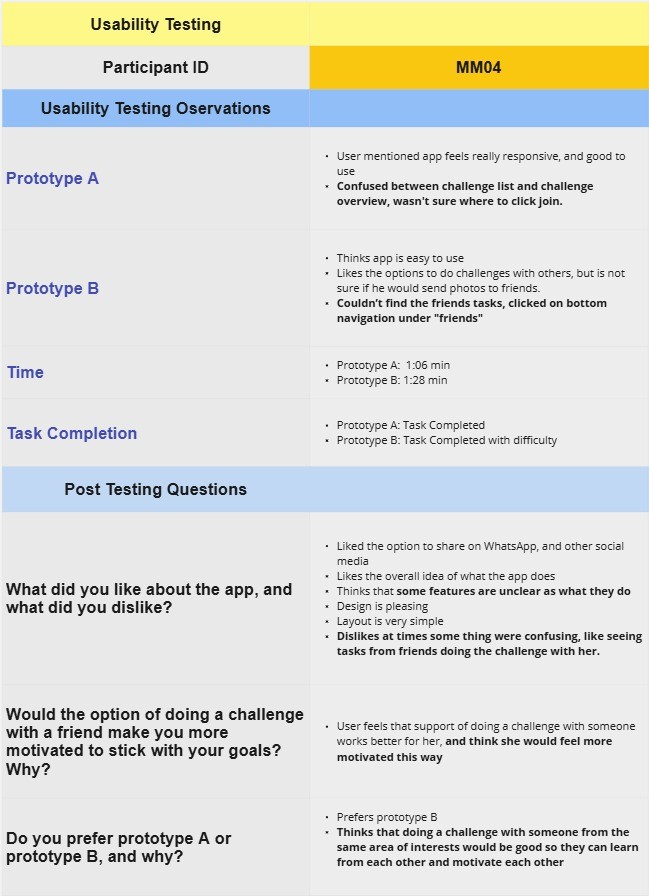 Usability Testing
Participant ID
MM04
Usability Testing Oservations
Prototype A
• User mentioned app feels really responsive, and good to
use
• Confused between challenge list and challenge
overview, wasn't sure where to click join.
Prototype B
• Thinks app is easy to use
• Likes the options to do challenges with others, but is not
sure if he would send photos to friends.
• Couldn’t find the friends tasks, clicked on bottom
navigation under "friends"
Time
• Prototype A:  1:06 min
• Prototype B: 1:28 min
Task Completion
• Prototype A: Task Completed
• Prototype B: Task Completed with difficulty
Post Testing Questions
What did you like about the app, and
what did you dislike?
• Liked the option to share on WhatsApp, and other social
media
• Likes the overall idea of what the app does
• Thinks that some features are unclear as what they do
• Design is pleasing
• Layout is very simple
• Dislikes at times some thing were confusing, like seeing
tasks from friends doing the challenge with her.
Would the option of doing a challenge
with a friend make you more
motivated to stick with your goals?
Why?
• User feels that support of doing a challenge with someone
works better for her, and think she would feel more
motivated this way
Do you prefer prototype A or
prototype B, and why?
• Prefers prototype B
• Thinks that doing a challenge with someone from the
same area of interests would be good so they can learn
from each other and motivate each other